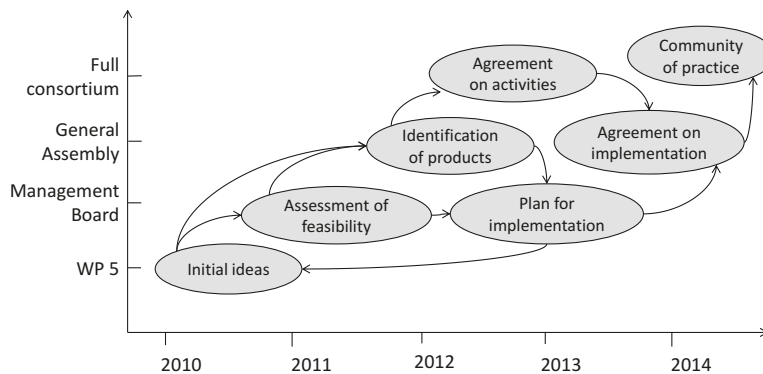 Full
consortium
General
Assembly
Management
Board
WP 5
Community
of practice
Agreement
on activities
Identification
of products
Agreement on
implementation
Assessment of
feasibility
Plan for
implementation
Initial ideas
2010
2011
2012
2013
2014